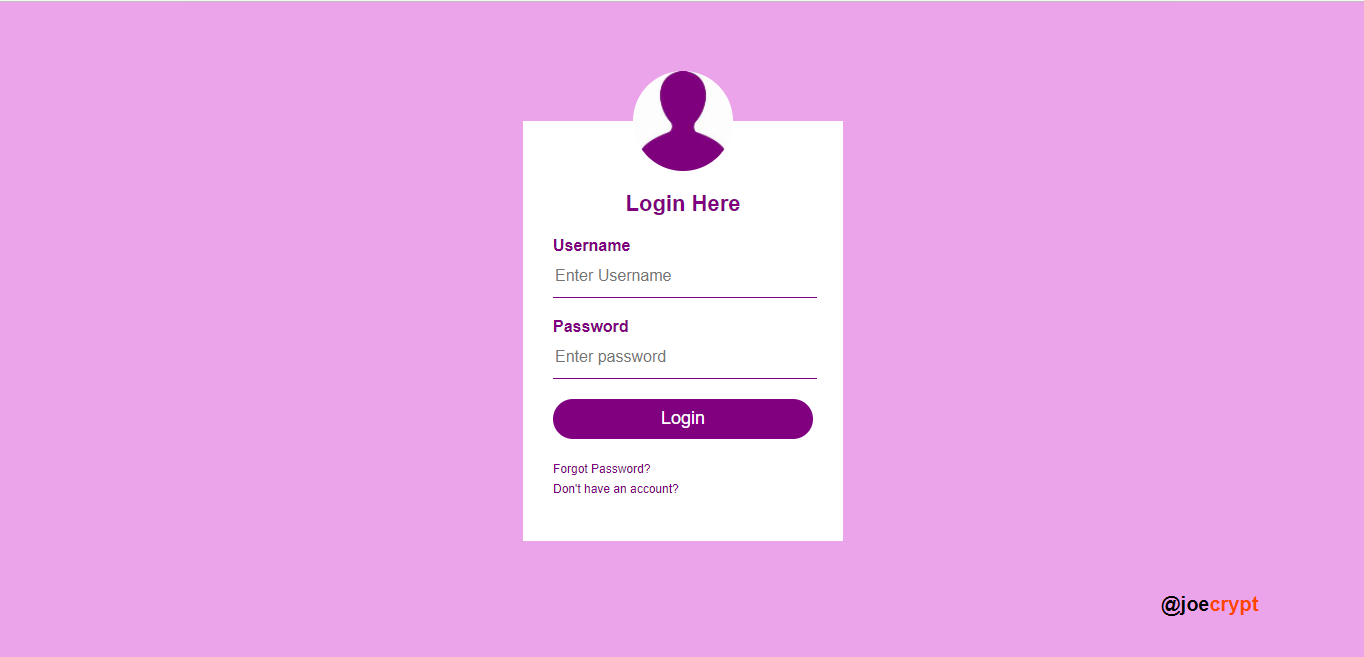 Login Here
Username
Enter Username
Password
Enter password
Login
Forgot Password?
Don't have an account?
@joecrypt